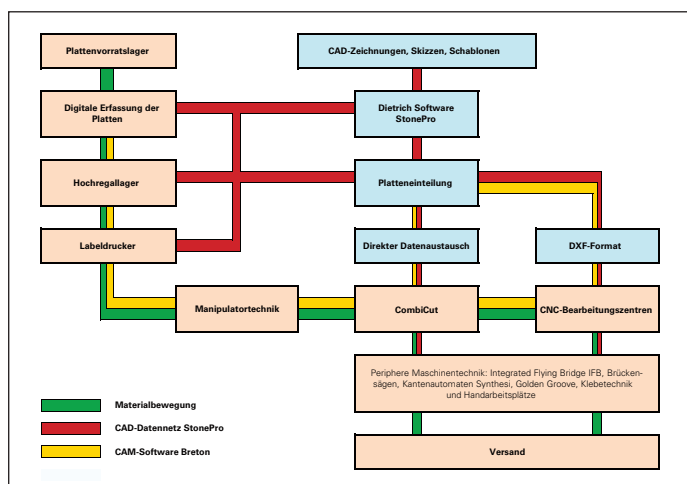 Plattenvorratslager
CAD-Zeichnungen, Skizzen, Schablonen
Digitale Erfassung der
Platten
Dietrich Software
StonePro
Hochregallager
Platteneinteilung
Labeldrucker
Direkter Datenaustausch
DXF-Format
Manipulatortechnik
CombiCut
CNC-Bearbeitungszentren
Periphere Maschinentechnik: Integrated Flying Bridge IFB, Brücken-
sägen, Kantenautomaten Synthesi, Golden Groove, Klebetechnik
und Handarbeitsplätze
Materialbewegung
CAD-Datennetz StonePro
CAM-Software Breton
Versand